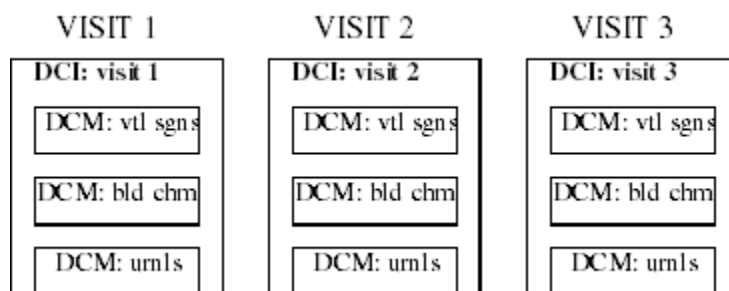 VISIT 1
DCI: visit 1
DCM: vtl sgns
DCM: bld chm
DCM: urnls
VISIT 2
DCI: visit 2
DCM: vtl sgns
DCM: bld chm
DCM: urnls
VISIT 3
DCI: visit 3
DCM: vtl sgns
DCM: bld chm
DCM: urnls